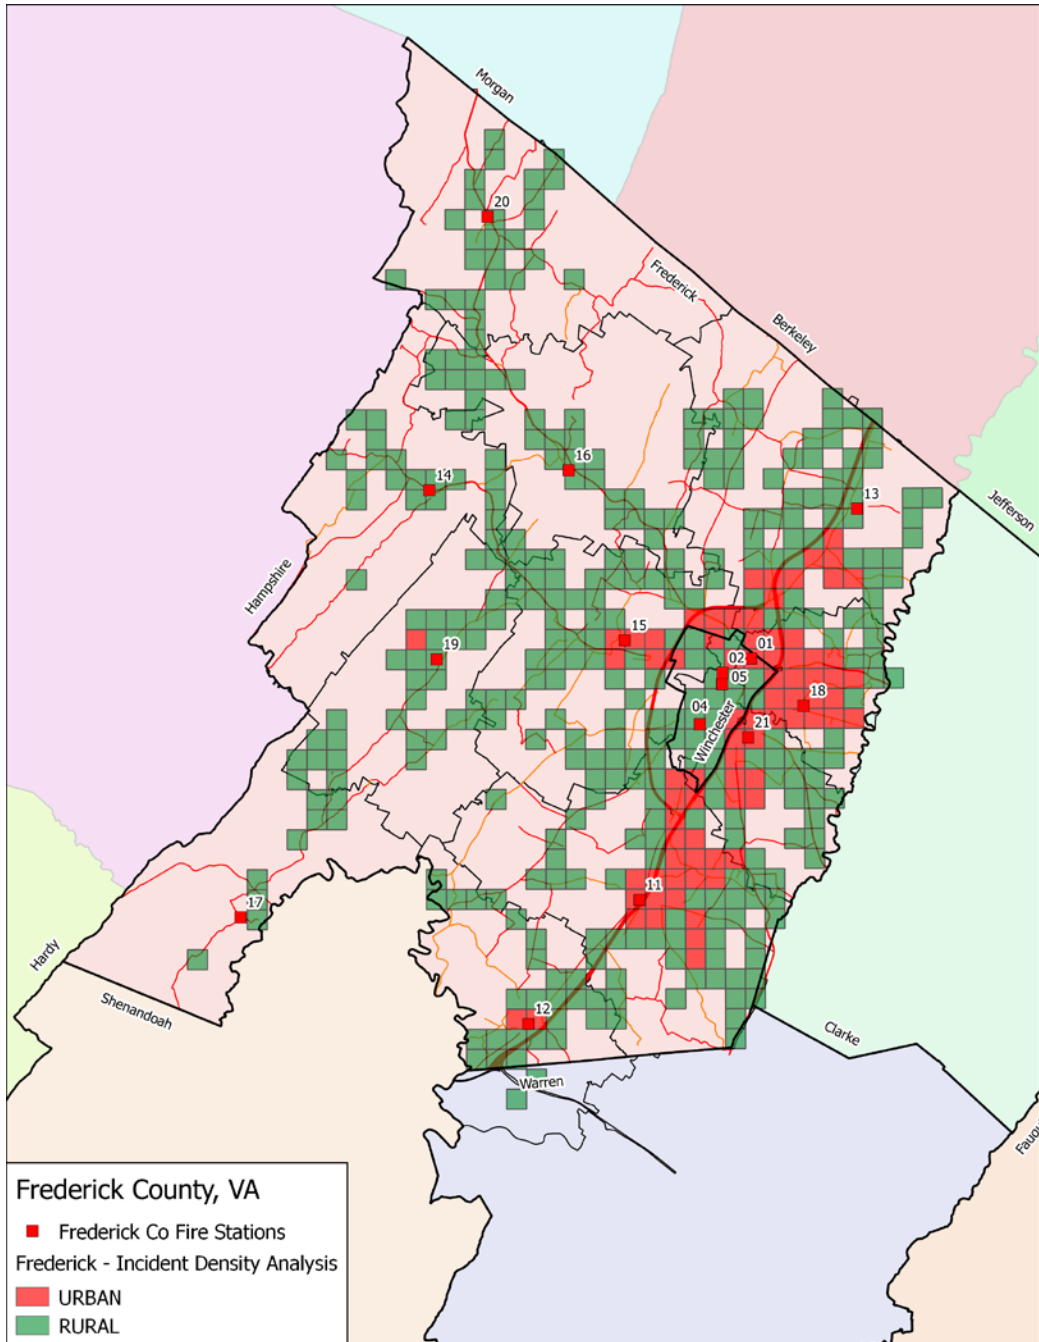 Morgan
20
Frederick
Berkeley
16
14
13
Jefferson
Hampshire
15
01
02
19
05
18
04
Winchester
21
11
17
Hardy
12
Shenandoah
Clarke
Warren
Frederick County, VA
Frederick Co Fire Stations
Frederick - Incident Density Analysis
URBAN
RURAL